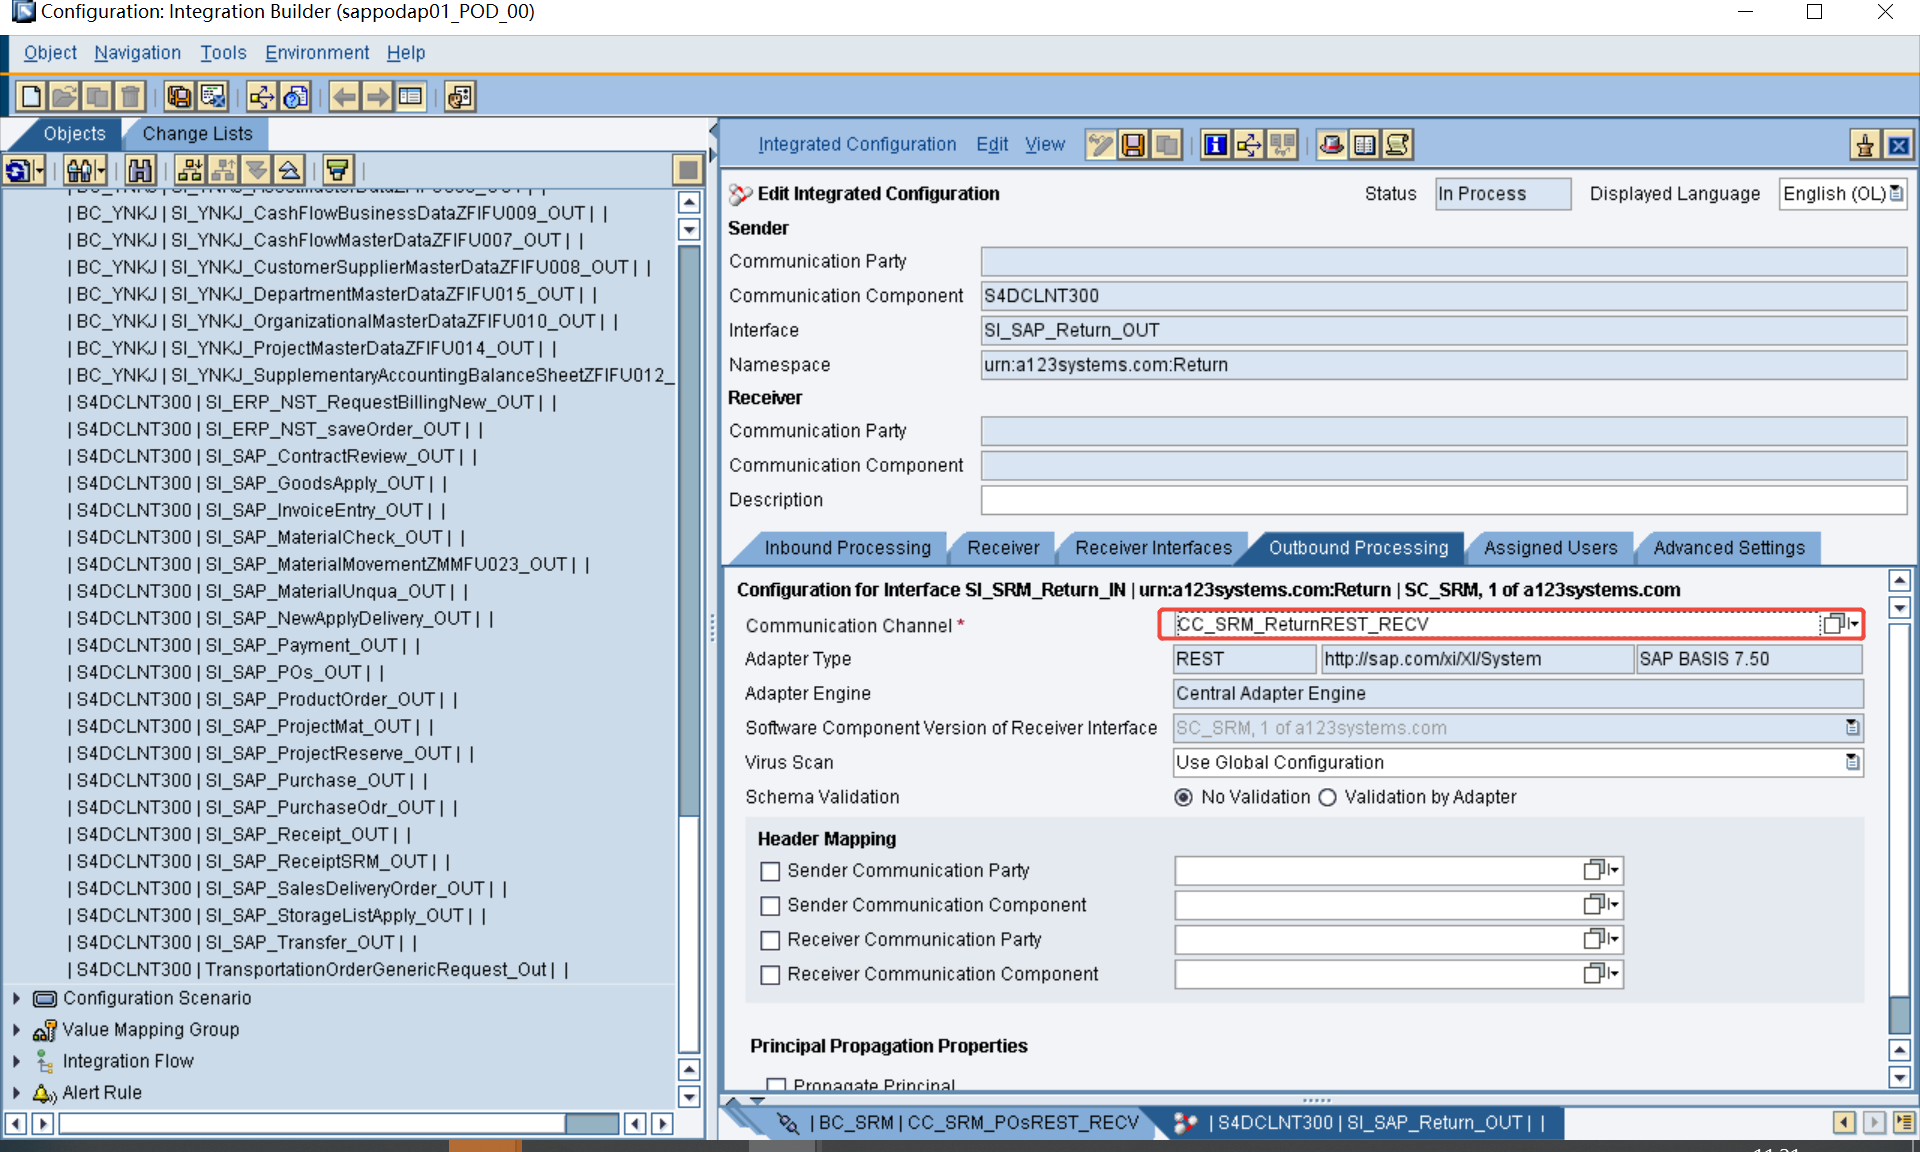 Configuration: Integration Builder (sappodap01_POD_00)
Object Navigation Tools Environment Help
Objects Change Lists
| BC_YNKJ | SI_YNKJ_CashFlowBusinessDataZFIFU009_OUT | |
| BC_YNKJ | SI_YNKJ_CashFlowMasterDataZFIFU007_OUT | |
| BC_YNKJ | SI_YNKJ_CustomerSupplierMasterDataZFIFU008_OUT | |
| BC_YNKJ | SI_YNKJ_DepartmentMasterDataZFIFU015_OUT | |
| BC_YNKJ | SI_YNKJ_OrganizationalMasterDataZFIFU010_OUT | |
| BC_YNKJ | SI_YNKJ_ProjectMasterDataZFIFU014_OUT | |
| BC_YNKJ | SI_YNKJ_SupplementaryAccountingBalanceSheetZFIFU012_
| S4DCLNT300 | SI_ERP_NST_RequestBillingNew_OUT | |
| S4DCLNT300 | SI_ERP_NST_saveOrder_OUT | |
| S4DCLNT300 | SI_SAP_ContractReview_OUT | |
| S4DCLNT300 | SI_SAP_GoodsApply_OUT | |
| S4DCLNT300 | SI_SAP_InvoiceEntry_OUT | |
| S4DCLNT300 | SI_SAP_MaterialCheck_OUT | |
| S4DCLNT300 | SI_SAP_MaterialMovementZMMFU023_OUT | |
| S4DCLNT300 | SI_SAP_MaterialUnqua_OUT | |
| S4DCLNT300 | SI_SAP_NewApplyDelivery_OUT | |
| S4DCLNT300 | SI_SAP_Payment_OUT | |
| S4DCLNT300 | SI_SAP_POs_OUT | |
| S4DCLNT300 | SI_SAP_ProductOrder_OUT | |
| S4DCLNT300 | SI_SAP_ProjectMat_OUT | |
| S4DCLNT300 | SI_SAP_ProjectReserve_OUT | |
| S4DCLNT300 | SI_SAP_Purchase_OUT | |
| S4DCLNT300 | SI_SAP_PurchaseOdr_OUT | |
| S4DCLNT300 | SI_SAP_Receipt_OUT | |
| S4DCLNT300 | SI_SAP_ReceiptSRM_OUT | |
| S4DCLNT300 | SI_SAP_SalesDeliveryOrder_OUT | |
| S4DCLNT300 | SI_SAP_StorageListApply_OUT | |
| S4DCLNT300 | SI_SAP_Transfer_OUT | |
| S4DCLNT300 | TransportationOrderGenericRequest_Out | |
Configuration Scenario
Value Mapping Group
Integration Flow
Alert Rule
Integrated Configuration Edit View
Edit Integrated Configuration Status In Process Displayed Language English (OL)
Sender
Communication Party
Communication Component S4DCLNT300
Interface SI_SAP_Return_OUT
Namespace urn:a123systems.com:Return
Receiver
Communication Party
Communication Component
Description
Inbound Processing Receiver Receiver Interfaces Outbound Processing Assigned Users Advanced Settings
Configuration for Interface SI_SRM_Return_IN | urn:a123systems.com:Return | SC_SRM, 1 of a123systems.com
Communication Channel * CC_SRM_ReturnREST_RECV
Adapter Type REST http://sap.com/xi/XI/System SAP BASIS 7.50
Adapter Engine Central Adapter Engine
Software Component Version of Receiver Interface SC_SRM, 1 of a123systems.com
Virus Scan Use Global Configuration
Schema Validation No Validation Validation by Adapter
Header Mapping
Sender Communication Party
Sender Communication Component
Receiver Communication Party
Receiver Communication Component
Principal Propagation Properties
Propagate Principal
| BC_SRM | CC_SRM_POsREST_RECV | S4DCLNT300 | SI_SAP_Return_OUT | |